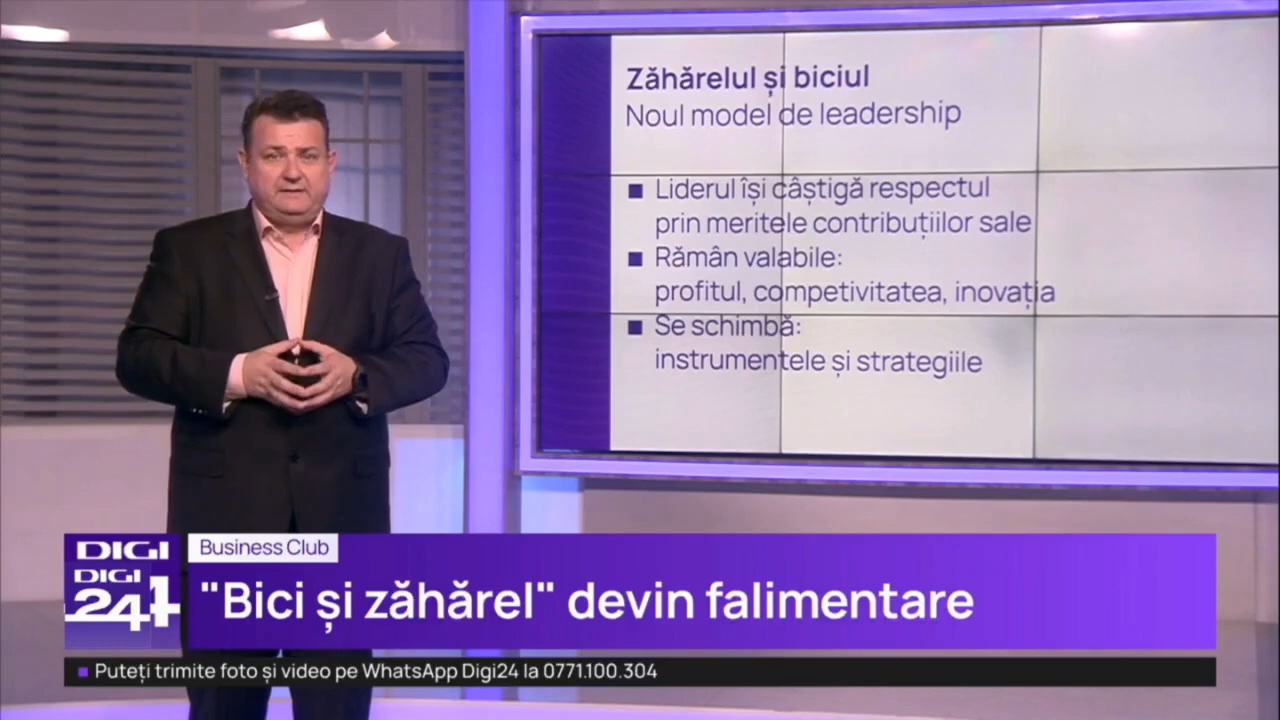 Zăhărelul și biciul
Noul model de leadership
■ Liderul își câștigă respectul
prin meritele contribuțiilor sale
■ Rămân valabile:
profitul, competivitatea, inovația
■ Se schimbă:
instrumentele și strategiile
DIGI
DIGI
24
Business Club
"Bici și zăhărel" devin falimentare
Puteți trimite foto și video pe WhatsApp Digi24 la 0771.100.304